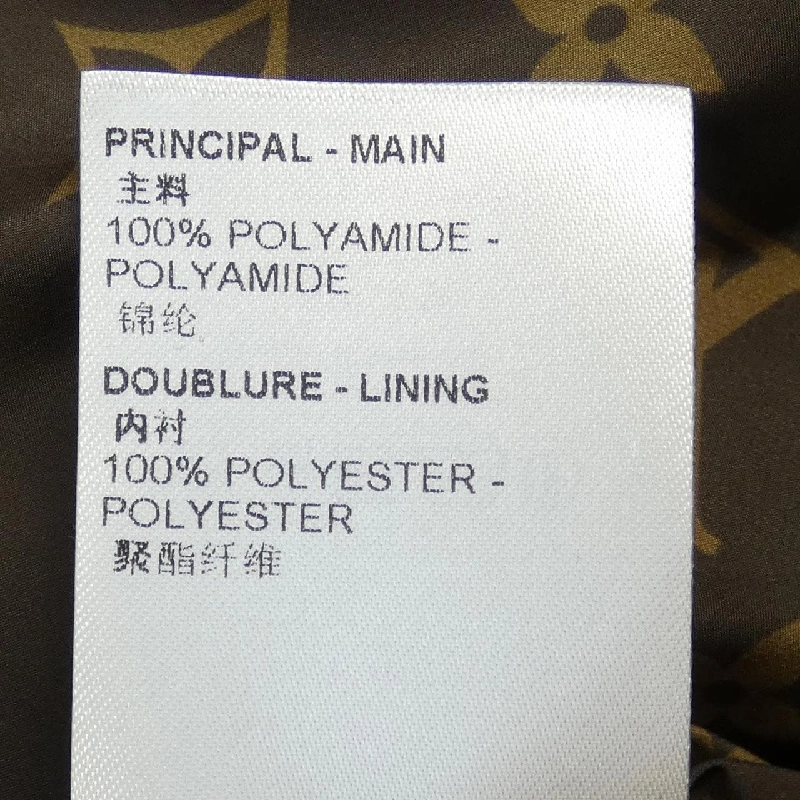 PRINCIPAL - MAIN
主料
100% POLYAMIDE -
POLYAMIDE
锦纶
DOUBLURE - LINING
内衬
100% POLYESTER -
POLYESTER
聚酯纤维